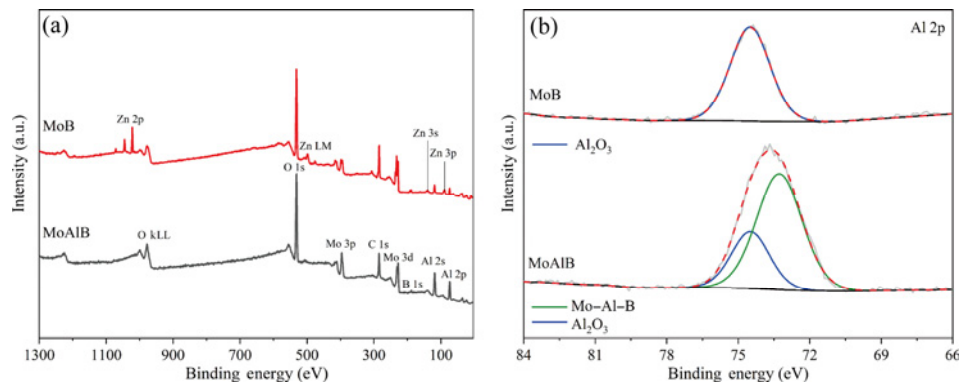 (a)
Zn 2p
MoB
Zn LM
Zn 3s
Zn 3p
O 1s
O kLL
MoAlB
Mo 3p
C 1s
Mo 3d
B 1s
Al 2s
Al 2p
Intensity (a.u.)
1300 1100 900 700 500 300 100
Binding energy (eV)
(b)
Al 2p
MoB
Al2O3
MoAlB
Mo−Al−B
Al2O3
Intensity (a.u.)
84 81 78 75 72 69 66
Binding energy (eV)